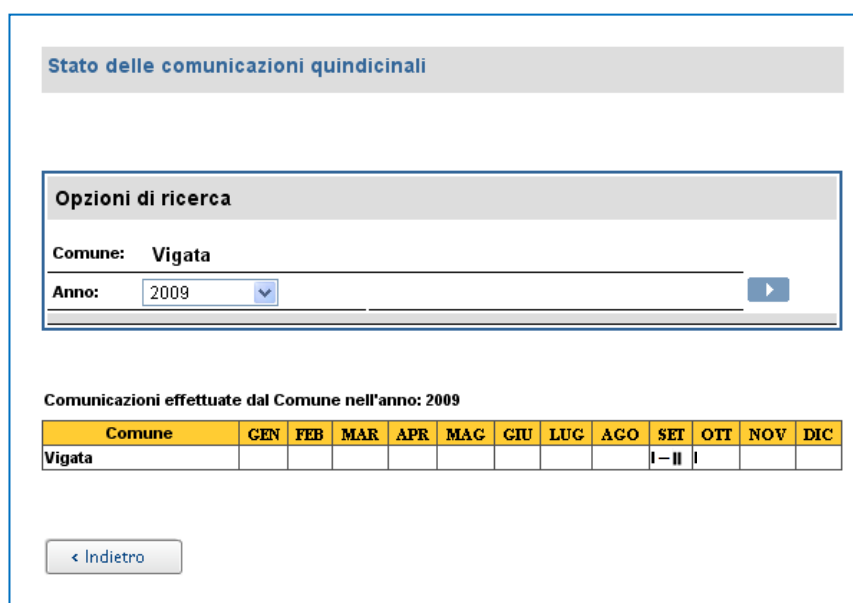 Stato delle comunicazioni quindicinali
Opzioni di ricerca
Comune: Vigata
Anno: 2009
Comunicazioni effettuate dal Comune nell'anno: 2009
Comune GEN FEB MAR APR MAG GIU LUG AGO SET OTT NOV DIC
Vigata I – II I
< Indietro